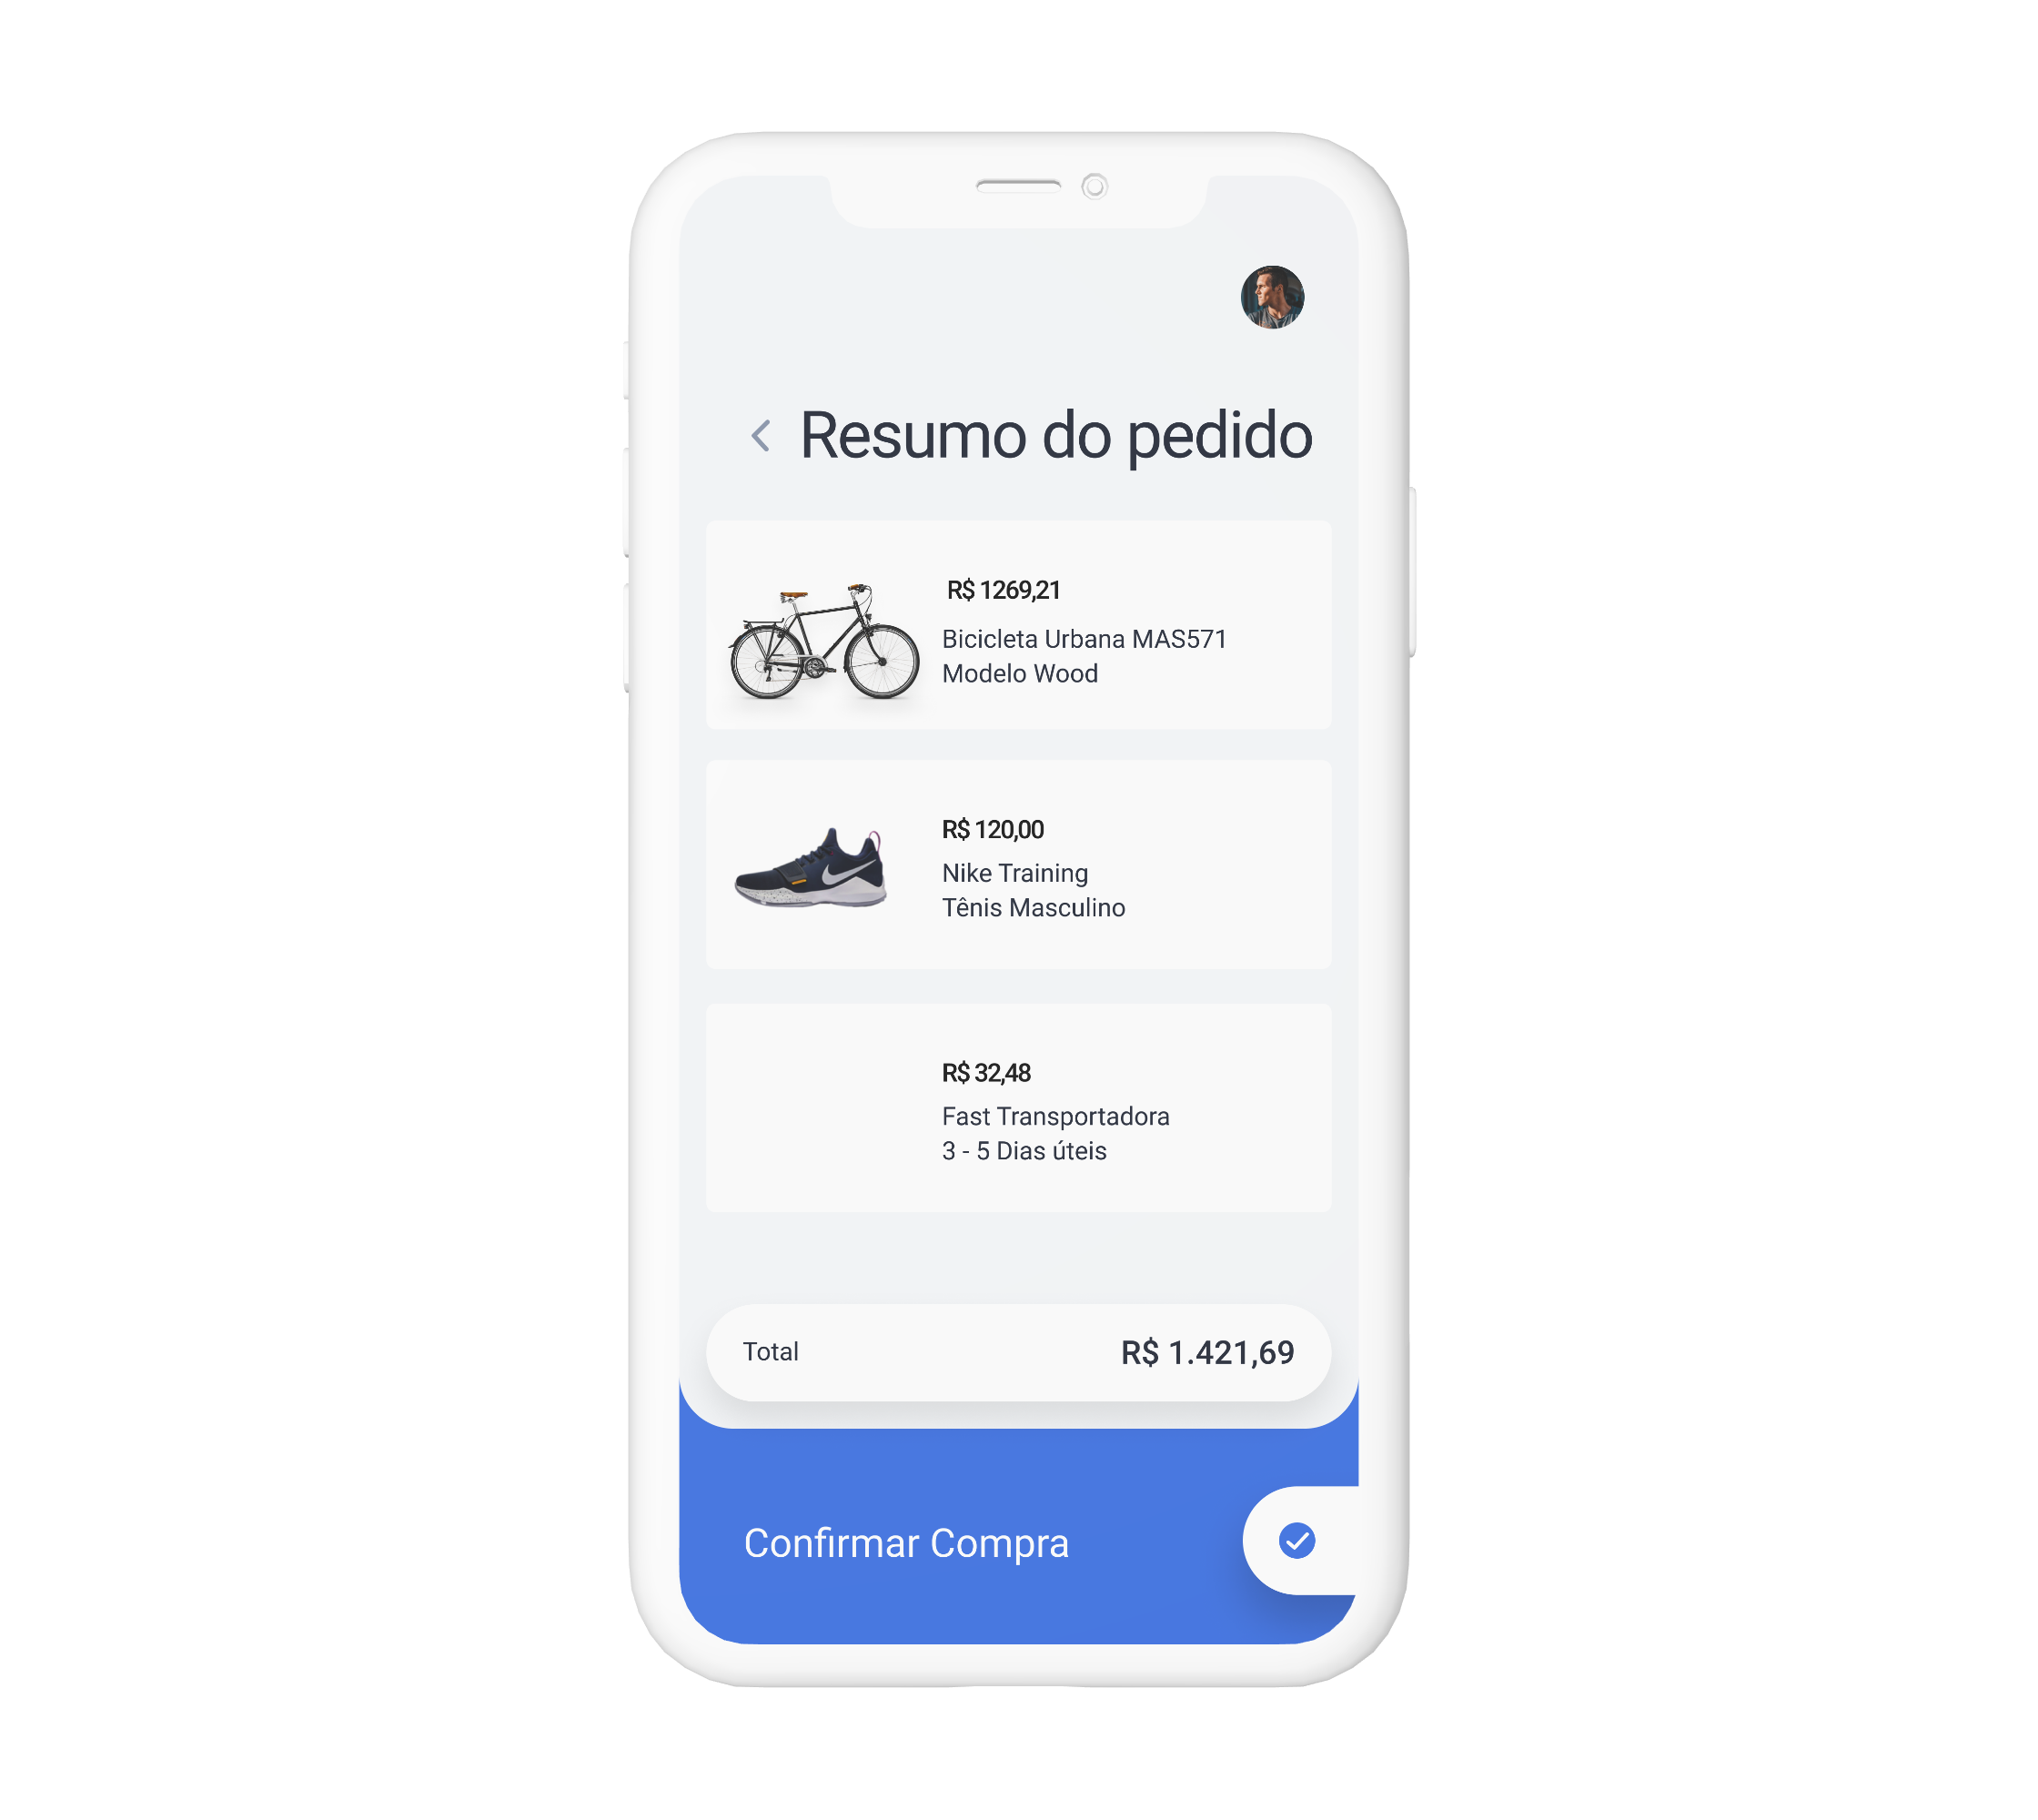 Resumo do pedido
R$ 1269,21
Bicicleta Urbana MAS571
Modelo Wood
R$ 120,00
Nike Training
Tênis Masculino
R$ 32,48
Fast Transportadora
3 - 5 Dias úteis
Total
R$ 1.421,69
Confirmar Compra